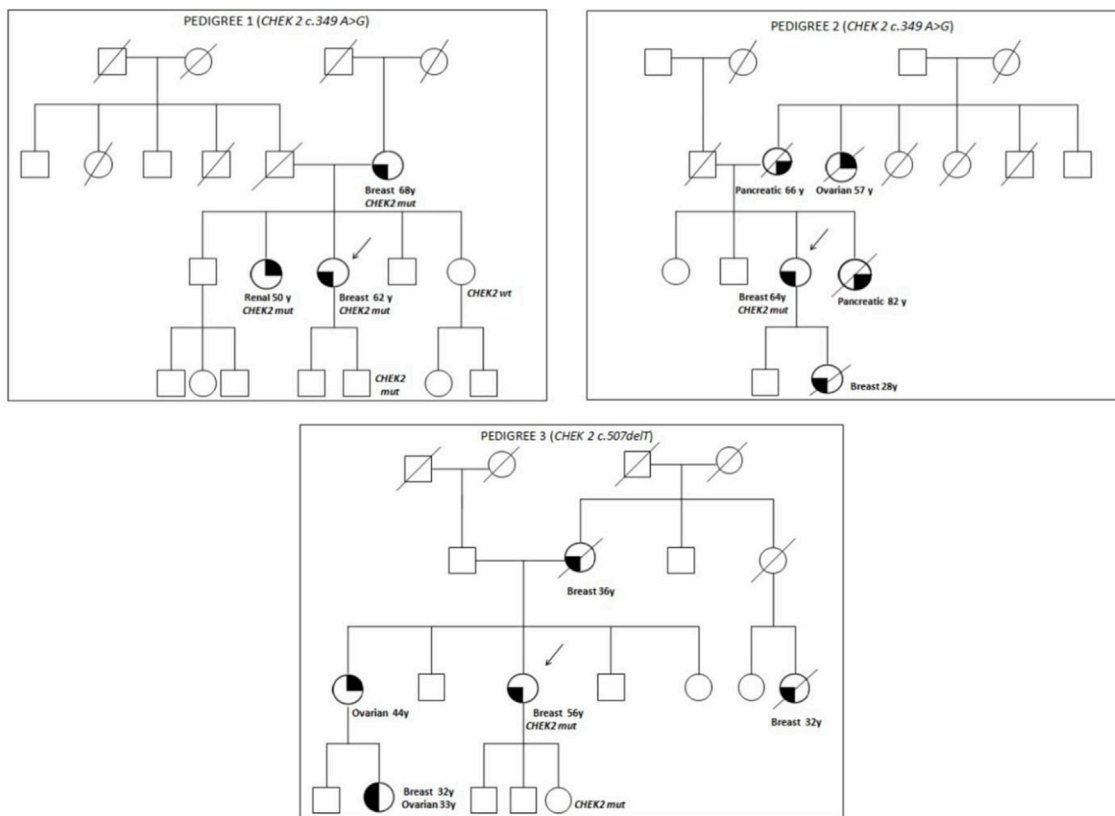 PEDIGREE 1 (CHEK 2 c.349 A>G)
Breast 68y
CHEK2 mut
Renal 50 y
CHEK2 mut
Breast 62 y
CHEK2 mut
CHEK2 wt
CHEK2
mut
PEDIGREE 2 (CHEK 2 c.349 A>G)
Pancreatic 66 y
Ovarian 57 y
Breast 64y
CHEK2 mut
Pancreatic 82 y
Breast 28y
PEDIGREE 3 (CHEK 2 c.507delT)
Breast 36y
Ovarian 44y
Breast 56y
CHEK2 mut
Breast 32y
Breast 32y
Ovarian 33y
CHEK2 mut